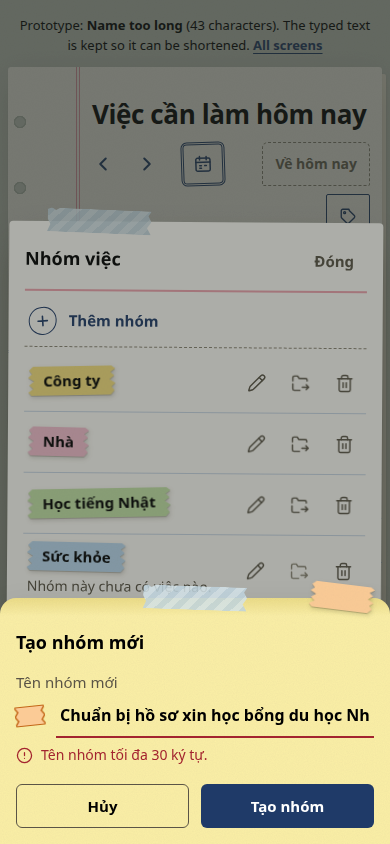 Prototype: Name too long (43 characters). The typed text
is kept so it can be shortened. All screens
Việc cần làm hôm nay
Về hôm nay
Nhóm việc
Đóng
Thêm nhóm
Công ty
Nhà
Học tiếng Nhật
Sức khỏe
Nhóm này chưa có việc nào.
Tạo nhóm mới
Tên nhóm mới
Chuẩn bị hồ sơ xin học bổng du học Nh
Tên nhóm tối đa 30 ký tự.
Hủy
Tạo nhóm